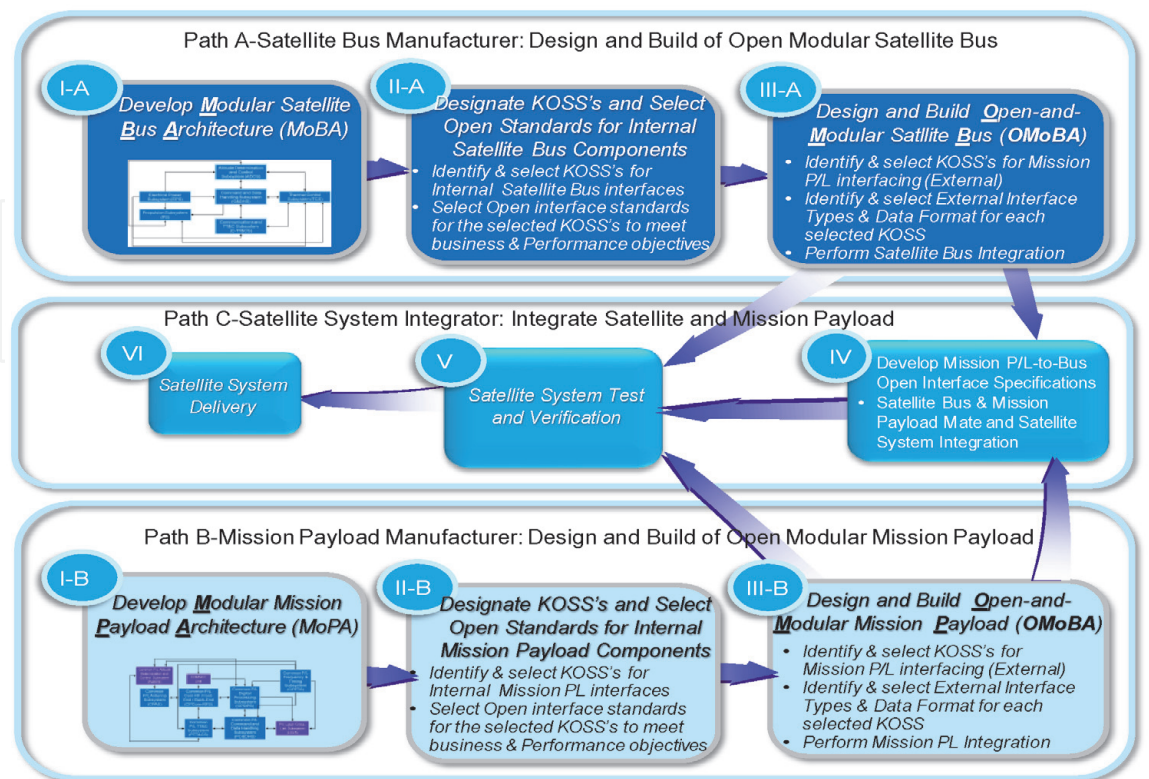 Path A-Satellite Bus Manufacturer: Design and Build of Open Modular Satellite Bus
I-A
Develop Modular Satellite
Bus Architecture (MoBA)
II-A
Designate KOSS's and Select
Open Standards for Internal
Satellite Bus Components
• Identify & select KOSS's for
Internal Satellite Bus interfaces
• Select Open interface standards
for the selected KOSS's to meet
business & Performance objectives
III-A
Design and Build Open-and-
Modular Satllite Bus (OMoBA)
• Identify & select KOSS's for Mission
P/L interfacing (External)
• Identify & select External Interface
Types & Data Format for each
selected KOSS
• Perform Satellite Bus Integration
Path C-Satellite System Integrator: Integrate Satellite and Mission Payload
VI
Satellite System
Delivery
V
Satellite System Test
and Verification
IV
• Develop Mission P/L-to-Bus
Open Interface Specifications
• Satellite Bus & Mission
Payload Mate and Satellite
System Integration
Path B-Mission Payload Manufacturer: Design and Build of Open Modular Mission Payload
I-B
Develop Modular Mission
Payload Architecture (MoPA)
II-B
Designate KOSS's and Select
Open Standards for Internal
Mission Payload Components
• Identify & select KOSS's for
Internal Mission PL interfaces
• Select Open interface standards
for the selected KOSS's to meet
business & Performance objectives
III-B
Design and Build Open-and-
Modular Mission Payload (OMoBA)
• Identify & select KOSS's for
Mission P/L interfacing (External)
• Identify & select External Interface
Types & Data Format for each
selected KOSS
• Perform Mission PL Integration